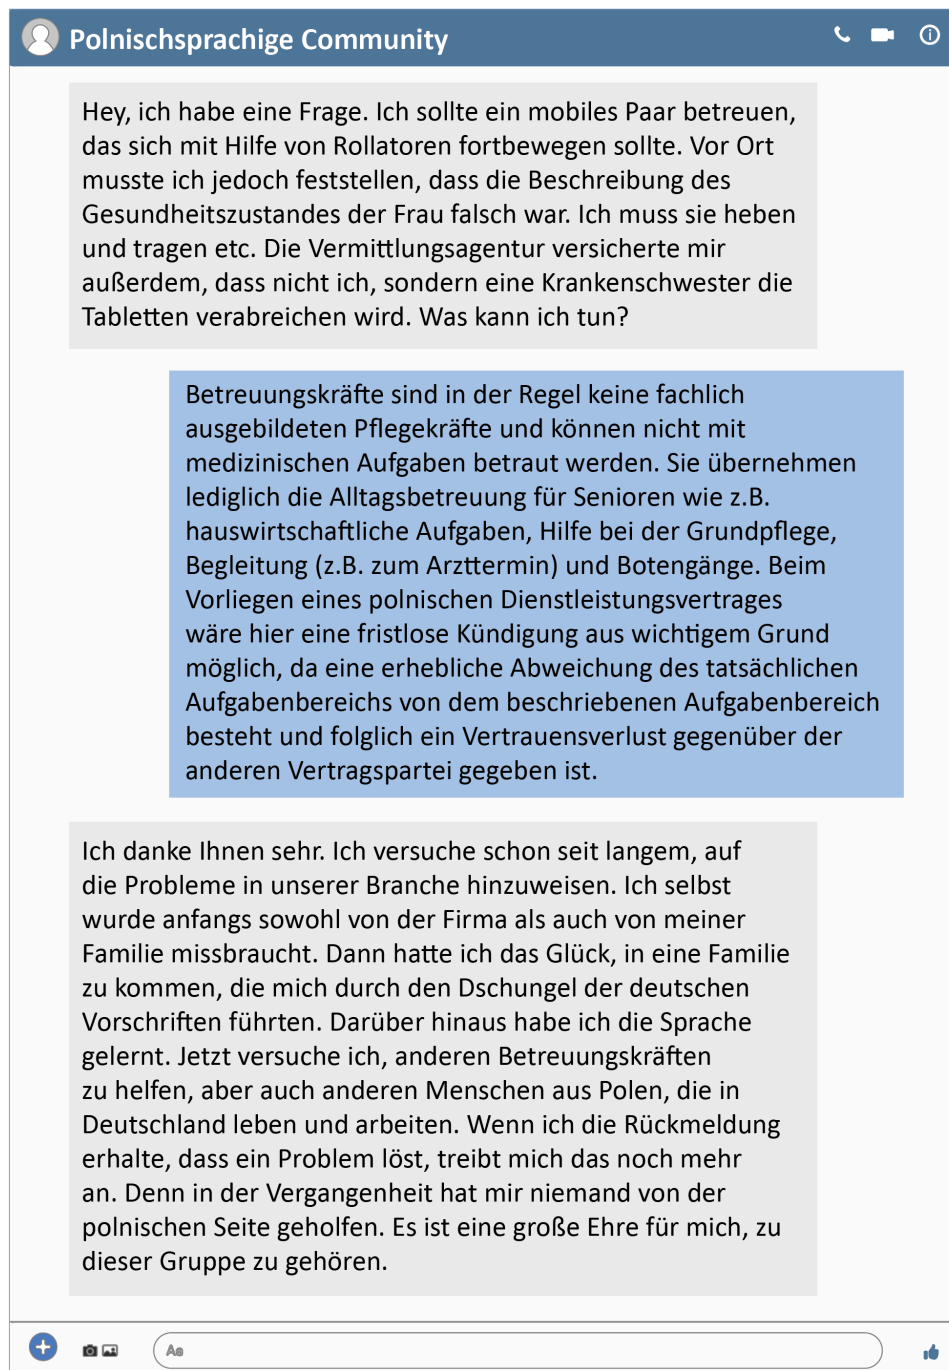 Polnischsprachige Community
Hey, ich habe eine Frage. Ich sollte ein mobiles Paar betreuen,
das sich mit Hilfe von Rollatoren fortbewegen sollte. Vor Ort
musste ich jedoch feststellen, dass die Beschreibung des
Gesundheitszustandes der Frau falsch war. Ich muss sie heben
und tragen etc. Die Vermittlungsagentur versicherte mir
außerdem, dass nicht ich, sondern eine Krankenschwester die
Tabletten verabreichen wird. Was kann ich tun?
Betreuungskräfte sind in der Regel keine fachlich
ausgebildeten Pflegekräfte und können nicht mit
medizinischen Aufgaben betraut werden. Sie übernehmen
lediglich die Alltagsbetreuung für Senioren wie z.B.
hauswirtschaftliche Aufgaben, Hilfe bei der Grundpflege,
Begleitung (z.B. zum Arzttermin) und Botengänge. Beim
Vorliegen eines polnischen Dienstleistungsvertrages
wäre hier eine fristlose Kündigung aus wichtigem Grund
möglich, da eine erhebliche Abweichung des tatsächlichen
Aufgabenbereichs von dem beschriebenen Aufgabenbereich
besteht und folglich ein Vertrauensverlust gegenüber der
anderen Vertragspartei gegeben ist.
Ich danke Ihnen sehr. Ich versuche schon seit langem, auf
die Probleme in unserer Branche hinzuweisen. Ich selbst
wurde anfangs sowohl von der Firma als auch von meiner
Familie missbraucht. Dann hatte ich das Glück, in eine Familie
zu kommen, die mich durch den Dschungel der deutschen
Vorschriften führten. Darüber hinaus habe ich die Sprache
gelernt. Jetzt versuche ich, anderen Betreuungskräften
zu helfen, aber auch anderen Menschen aus Polen, die in
Deutschland leben und arbeiten. Wenn ich die Rückmeldung
erhalte, dass ein Problem löst, treibt mich das noch mehr
an. Denn in der Vergangenheit hat mir niemand von der
polnischen Seite geholfen. Es ist eine große Ehre für mich, zu
dieser Gruppe zu gehören.
Aa